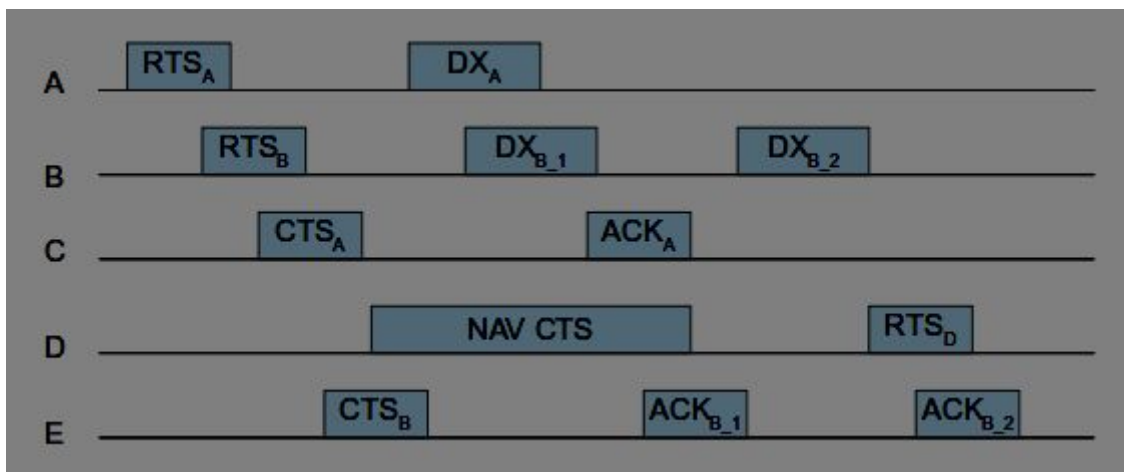 A RTS_A DX_A
B RTS_B DX_B_1 DX_B_2
C CTS_A ACK_A
D NAV CTS RTS_D
E CTS_B ACK_B_1 ACK_B_2